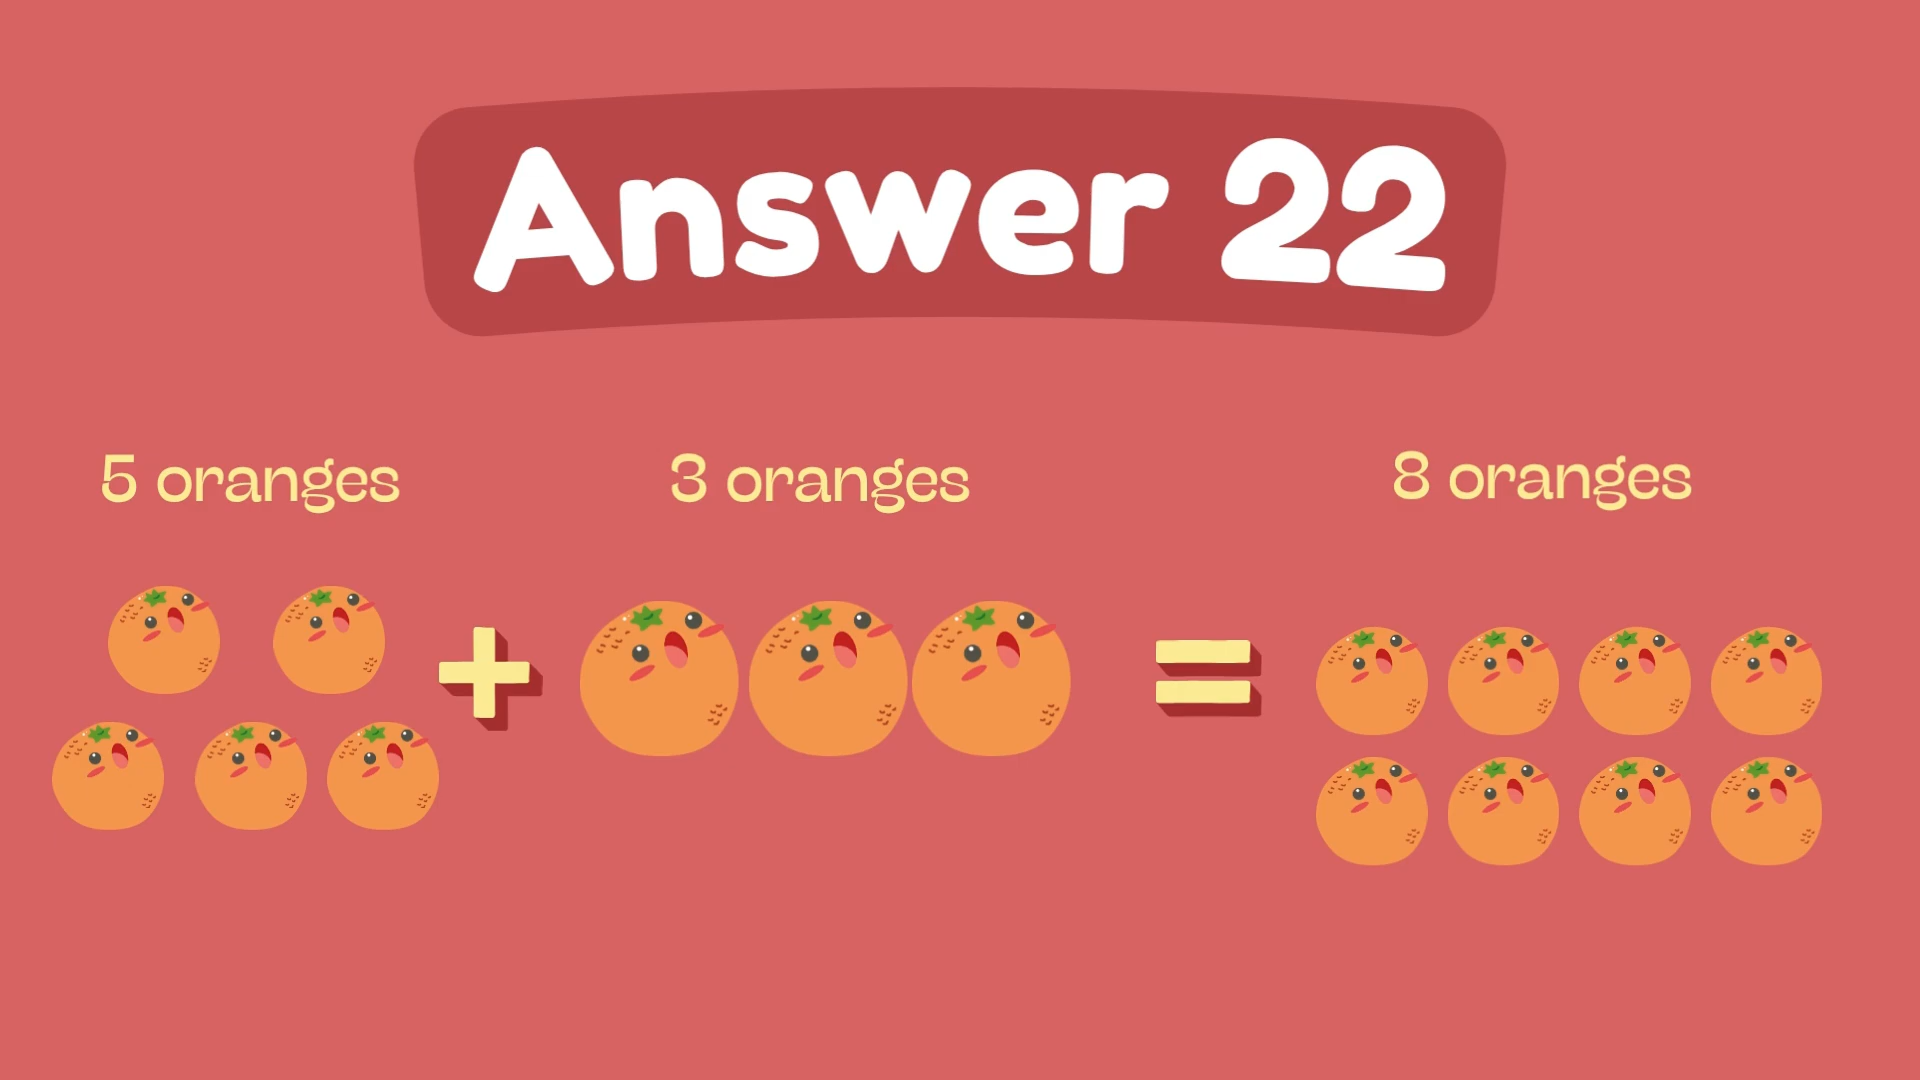 Answer 22
5 oranges
3 oranges
8 oranges
+
=